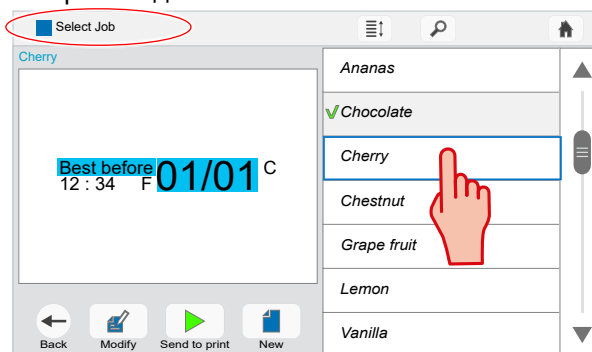 Select Job
Cherry
Best before 01/01 C
12 : 34 F
Back
Modify
Send to print
New
Ananas
Chocolate
Cherry
Chestnut
Grape fruit
Lemon
Vanilla